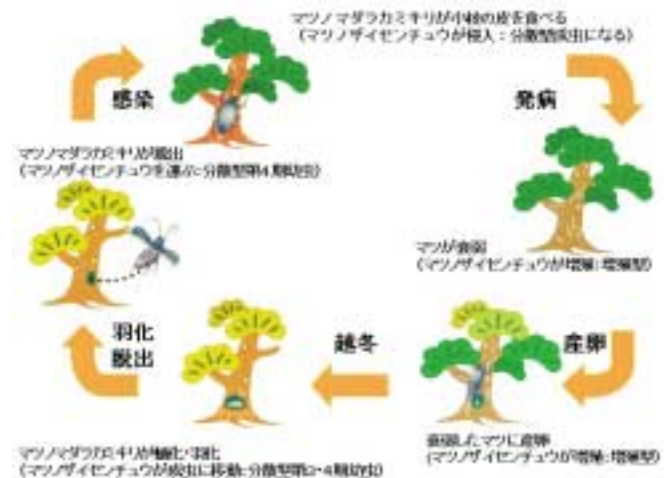 マツノマダラカミキリが小枝の皮を食べる
(マツノザイセンチュウが侵入:分散型成虫になる)
感染
発病
マツノマダラカミキリが脱出
(マツノザイセンチュウを運ぶ:分散型第4期幼虫)
マツが衰弱
(マツノザイセンチュウが増殖:増殖型)
羽化
脱出
越冬
産卵
衰弱したマツに産卵
(マツノザイセンチュウが増殖:増殖型)
マツノマダラカミキリが蛹化・羽化
(マツノザイセンチュウが成虫に移動:分散型第3・4期幼虫)